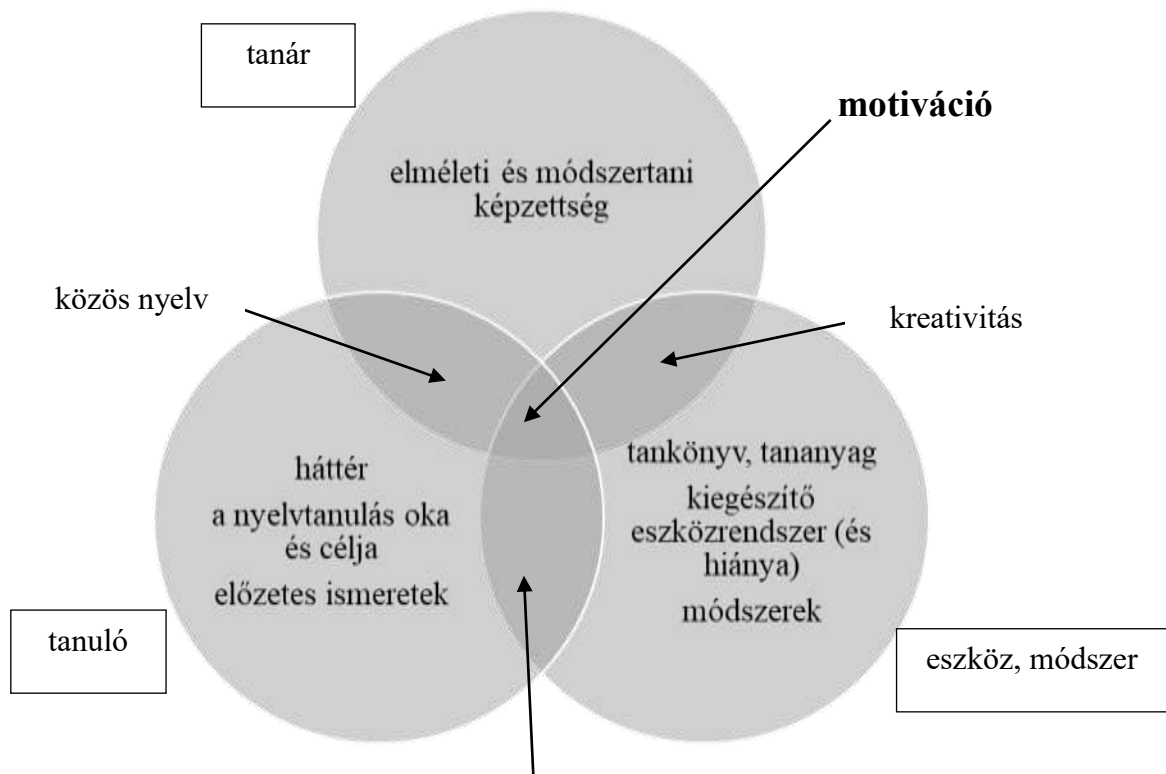 tanár
motiváció
elméleti és módszertani
képzettség
közös nyelv
kreativitás
háttér
a nyelvtanulás oka
és célja
előzetes ismeretek
tankönyv, tananyag
kiegészítő
eszközrendszer (és
hiánya)
módszerek
tanuló
eszköz, módszer